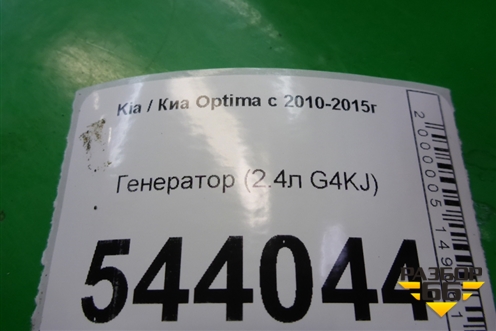 Kia / Киа Optima с 2010-2015г
Генератор (2.4л G4KJ)
544044
РАЗБОР